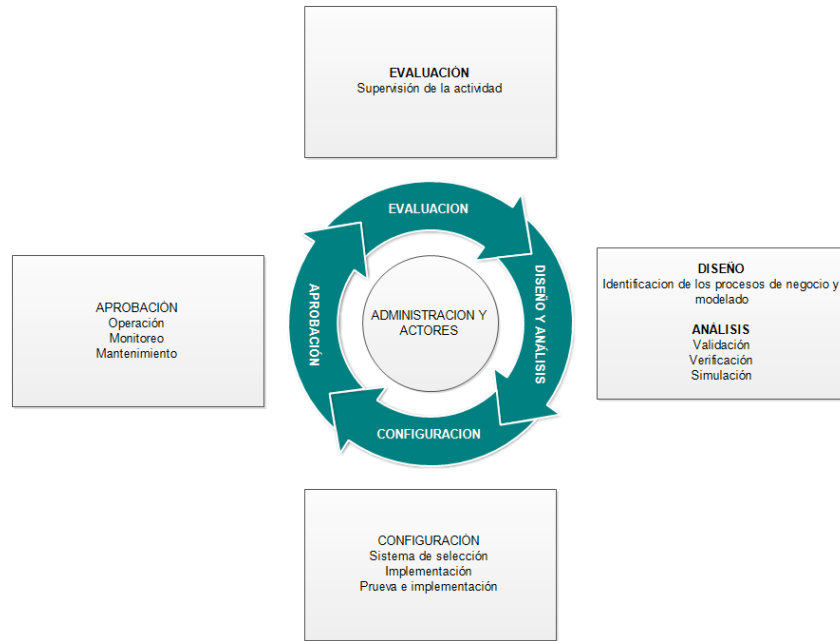 EVALUACIÓN
Supervisión de la actividad
EVALUACION
DISEÑO Y ANÁLISIS
CONFIGURACION
APROBACIÓN
ADMINISTRACION Y
ACTORES
APROBACIÓN
Operación
Monitoreo
Mantenimiento
DISEÑO
Identificacion de los procesos de negocio y
modelado
ANÁLISIS
Validación
Verificación
Simulación
CONFIGURACIÓN
Sistema de selección
Implementación
Prueva e implementación